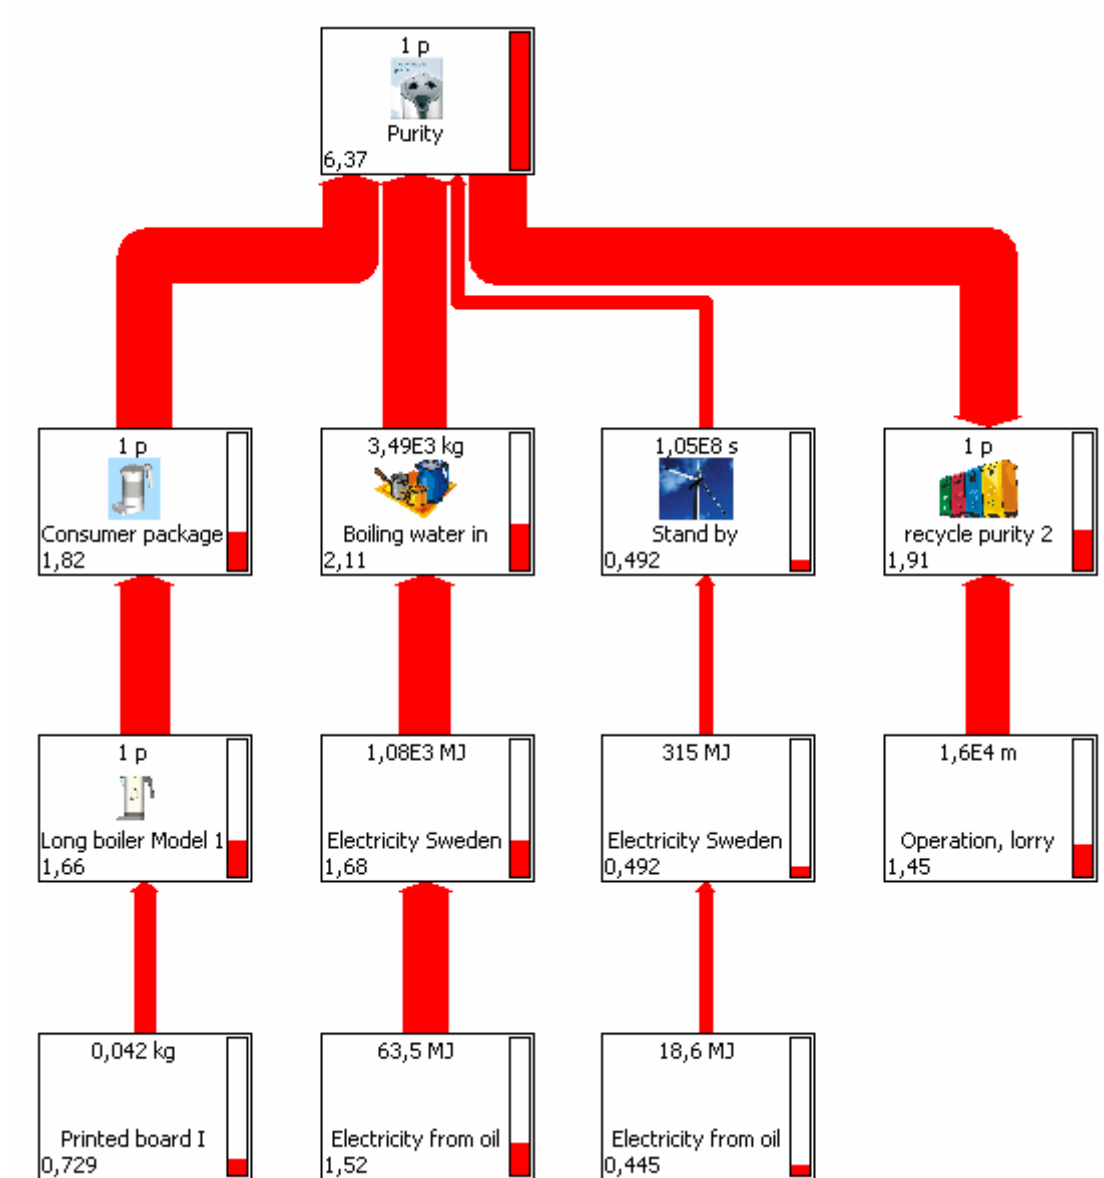 1 p
Purity
6,37
1 p
Consumer package
1,82
3,49E3 kg
Boiling water in
2,11
1,05E8 s
Stand by
0,492
1 p
recycle purity 2
1,91
1 p
Long boiler Model 1
1,66
1,08E3 MJ
Electricity Sweden
1,68
315 MJ
Electricity Sweden
0,492
1,6E4 m
Operation, lorry
1,45
0,042 kg
Printed board I
0,729
63,5 MJ
Electricity from oil
1,52
18,6 MJ
Electricity from oil
0,445